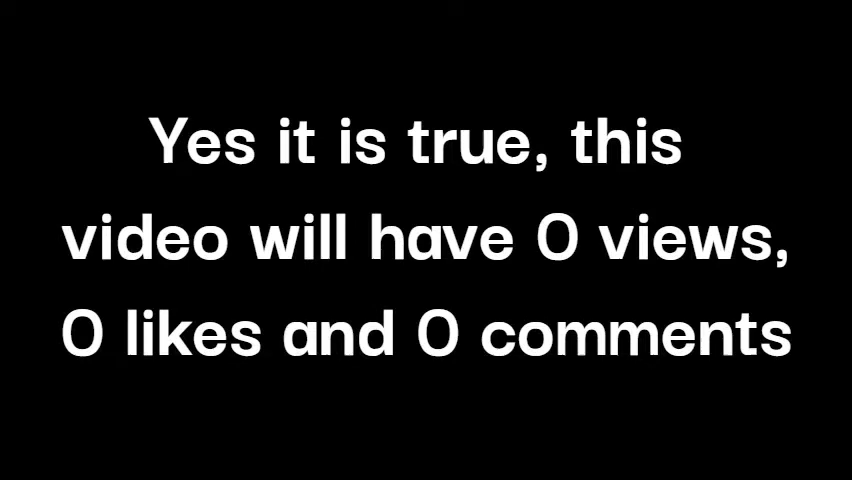 Yes it is true, this
video will have 0 views,
0 likes and 0 comments